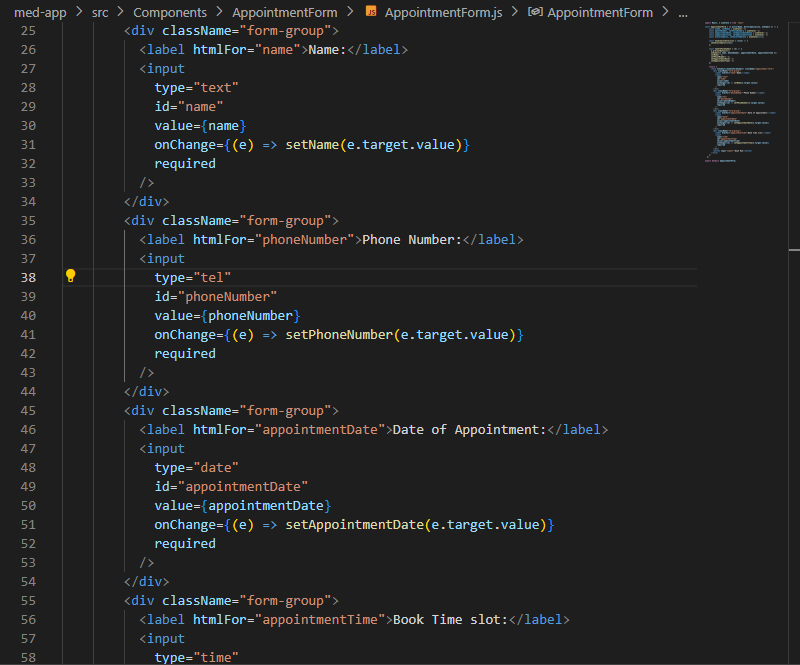 med-app > src > Components > AppointmentForm > JS AppointmentForm.js > AppointmentForm > ...
25 <div className="form-group">
26 <label htmlFor="name">Name:</label>
27 <input
28 type="text"
29 id="name"
30 value={name}
31 onChange={(e) => setName(e.target.value)}
32 required
33 />
34 </div>
35 <div className="form-group">
36 <label htmlFor="phoneNumber">Phone Number:</label>
37 <input
38 type="tel"
39 id="phoneNumber"
40 value={phoneNumber}
41 onChange={(e) => setPhoneNumber(e.target.value)}
42 required
43 />
44 </div>
45 <div className="form-group">
46 <label htmlFor="appointmentDate">Date of Appointment:</label>
47 <input
48 type="date"
49 id="appointmentDate"
50 value={appointmentDate}
51 onChange={(e) => setAppointmentDate(e.target.value)}
52 required
53 />
54 </div>
55 <div className="form-group">
56 <label htmlFor="appointmentTime">Book Time slot:</label>
57 <input
58 type="time"